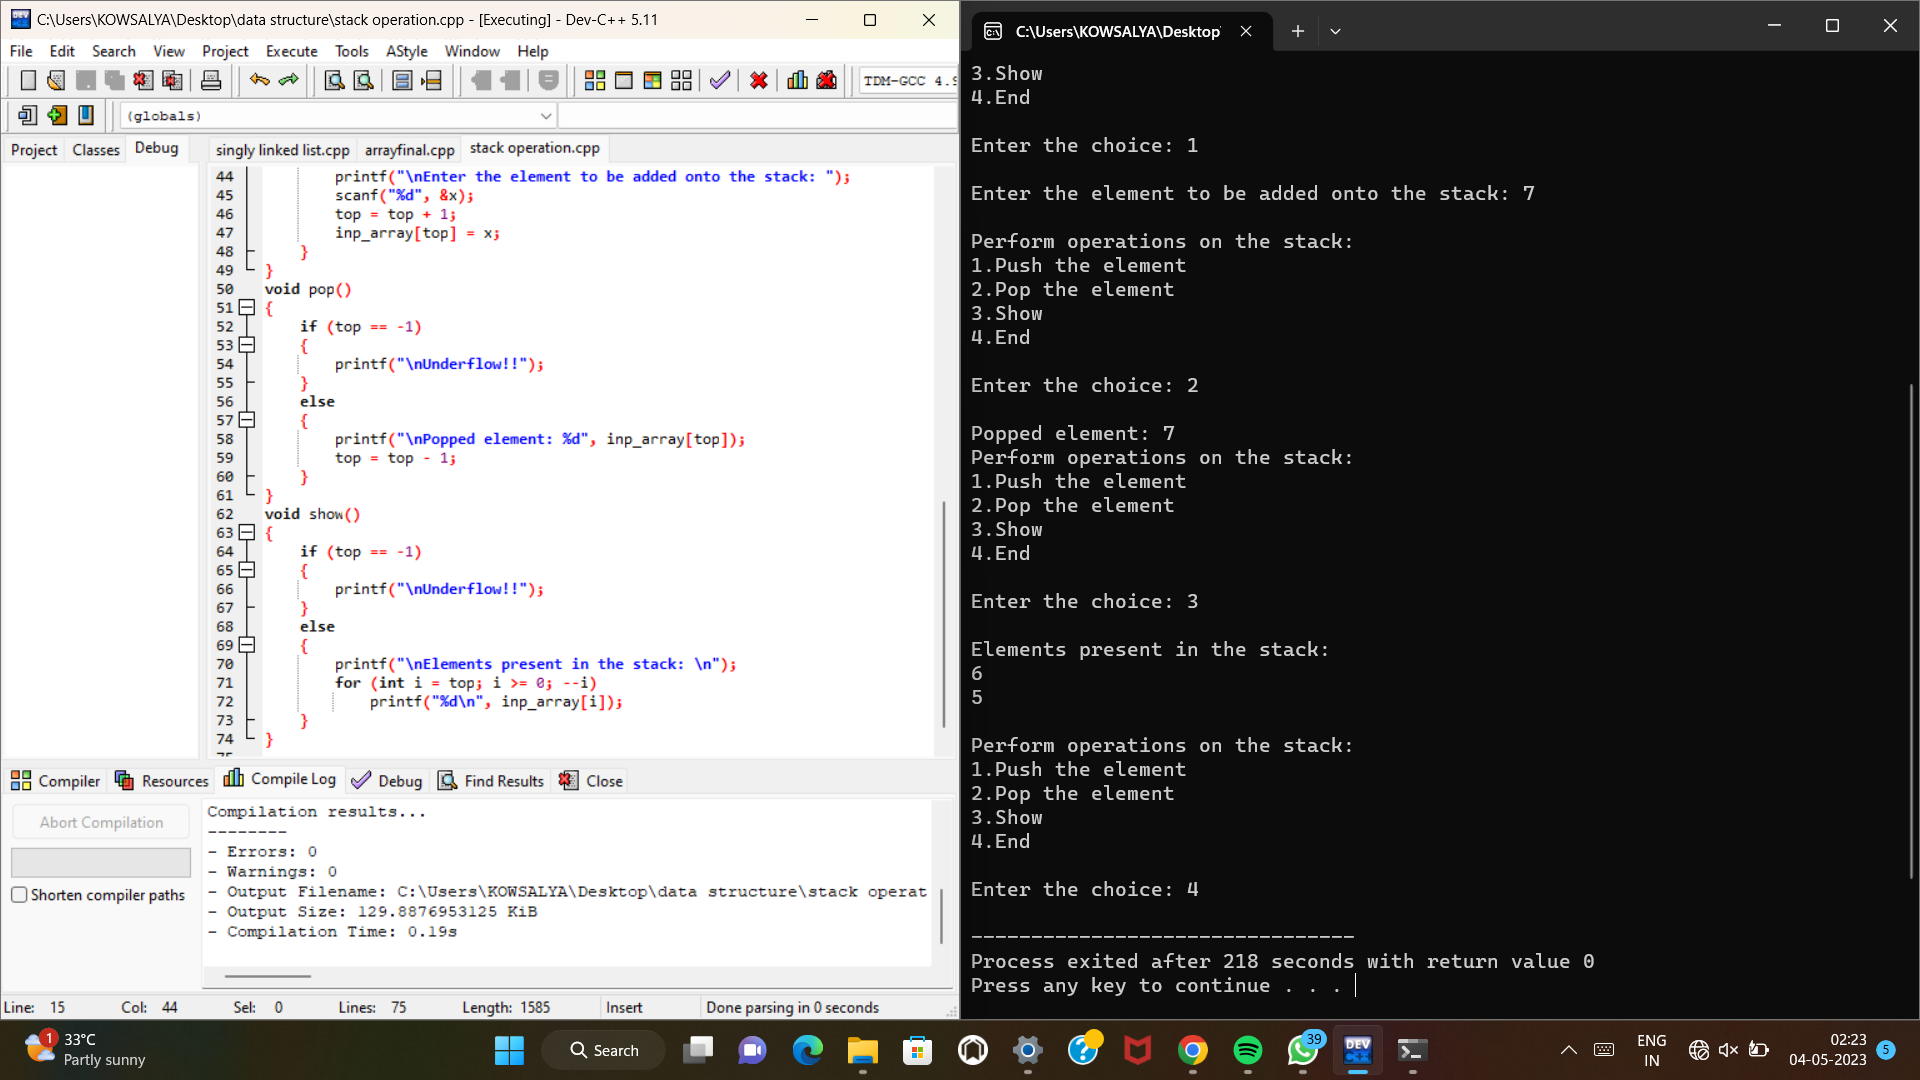 C:\Users\KOWSALYA\Desktop\data structure\stack operation.cpp - [Executing] - Dev-C++ 5.11
File Edit Search View Project Execute Tools AStyle Window Help
TDM-GCC 4.9
(globals)
Project Classes Debug
singly linked list.cpp arrayfinal.cpp stack operation.cpp
44 printf("\nEnter the element to be added onto the stack: ");
45 scanf("%d", &x);
46 top = top + 1;
47 inp_array[top] = x;
48 }
49 }
50 void pop()
51 {
52 if (top == -1)
53 {
54 printf("\nUnderflow!!");
55 }
56 else
57 {
58 printf("\nPopped element: %d", inp_array[top]);
59 top = top - 1;
60 }
61 }
62 void show()
63 {
64 if (top == -1)
65 {
66 printf("\nUnderflow!!");
67 }
68 else
69 {
70 printf("\nElements present in the stack: \n");
71 for (int i = top; i >= 0; --i)
72 printf("%d\n", inp_array[i]);
73 }
74 }
75
Compiler Resources Compile Log Debug Find Results Close
Abort Compilation
Shorten compiler paths
Compilation results...
--------
- Errors: 0
- Warnings: 0
- Output Filename: C:\Users\KOWSALYA\Desktop\data structure\stack operat
- Output Size: 129.8876953125 KiB
- Compilation Time: 0.19s
Line: 15 Col: 44 Sel: 0 Lines: 75 Length: 1585 Insert Done parsing in 0 seconds
C:\Users\KOWSALYA\Desktop\
3.Show
4.End
Enter the choice: 1
Enter the element to be added onto the stack: 7
Perform operations on the stack:
1.Push the element
2.Pop the element
3.Show
4.End
Enter the choice: 2
Popped element: 7
Perform operations on the stack:
1.Push the element
2.Pop the element
3.Show
4.End
Enter the choice: 3
Elements present in the stack:
6
5
Perform operations on the stack:
1.Push the element
2.Pop the element
3.Show
4.End
Enter the choice: 4
--------------------------------
Process exited after 218 seconds with return value 0
Press any key to continue . . .
1
33°C
Partly sunny
Search
39
DEV
ENG
IN
02:23
04-05-2023
5